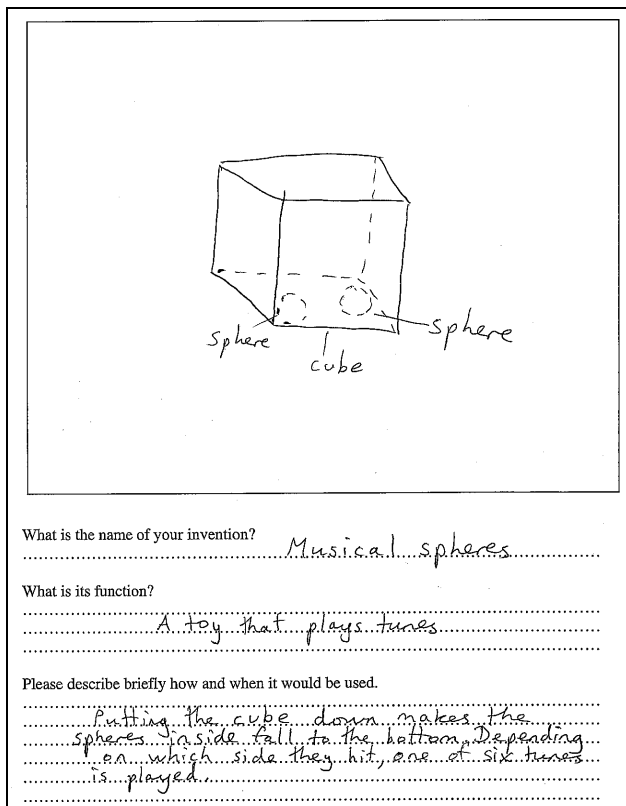 sphere
sphere
cube
What is the name of your invention?
Musical spheres
What is its function?
A toy that plays tunes
Please describe briefly how and when it would be used.
Putting the cube down makes the
spheres inside fall to the bottom. Depending
on which side they hit, one of six tunes
is played.